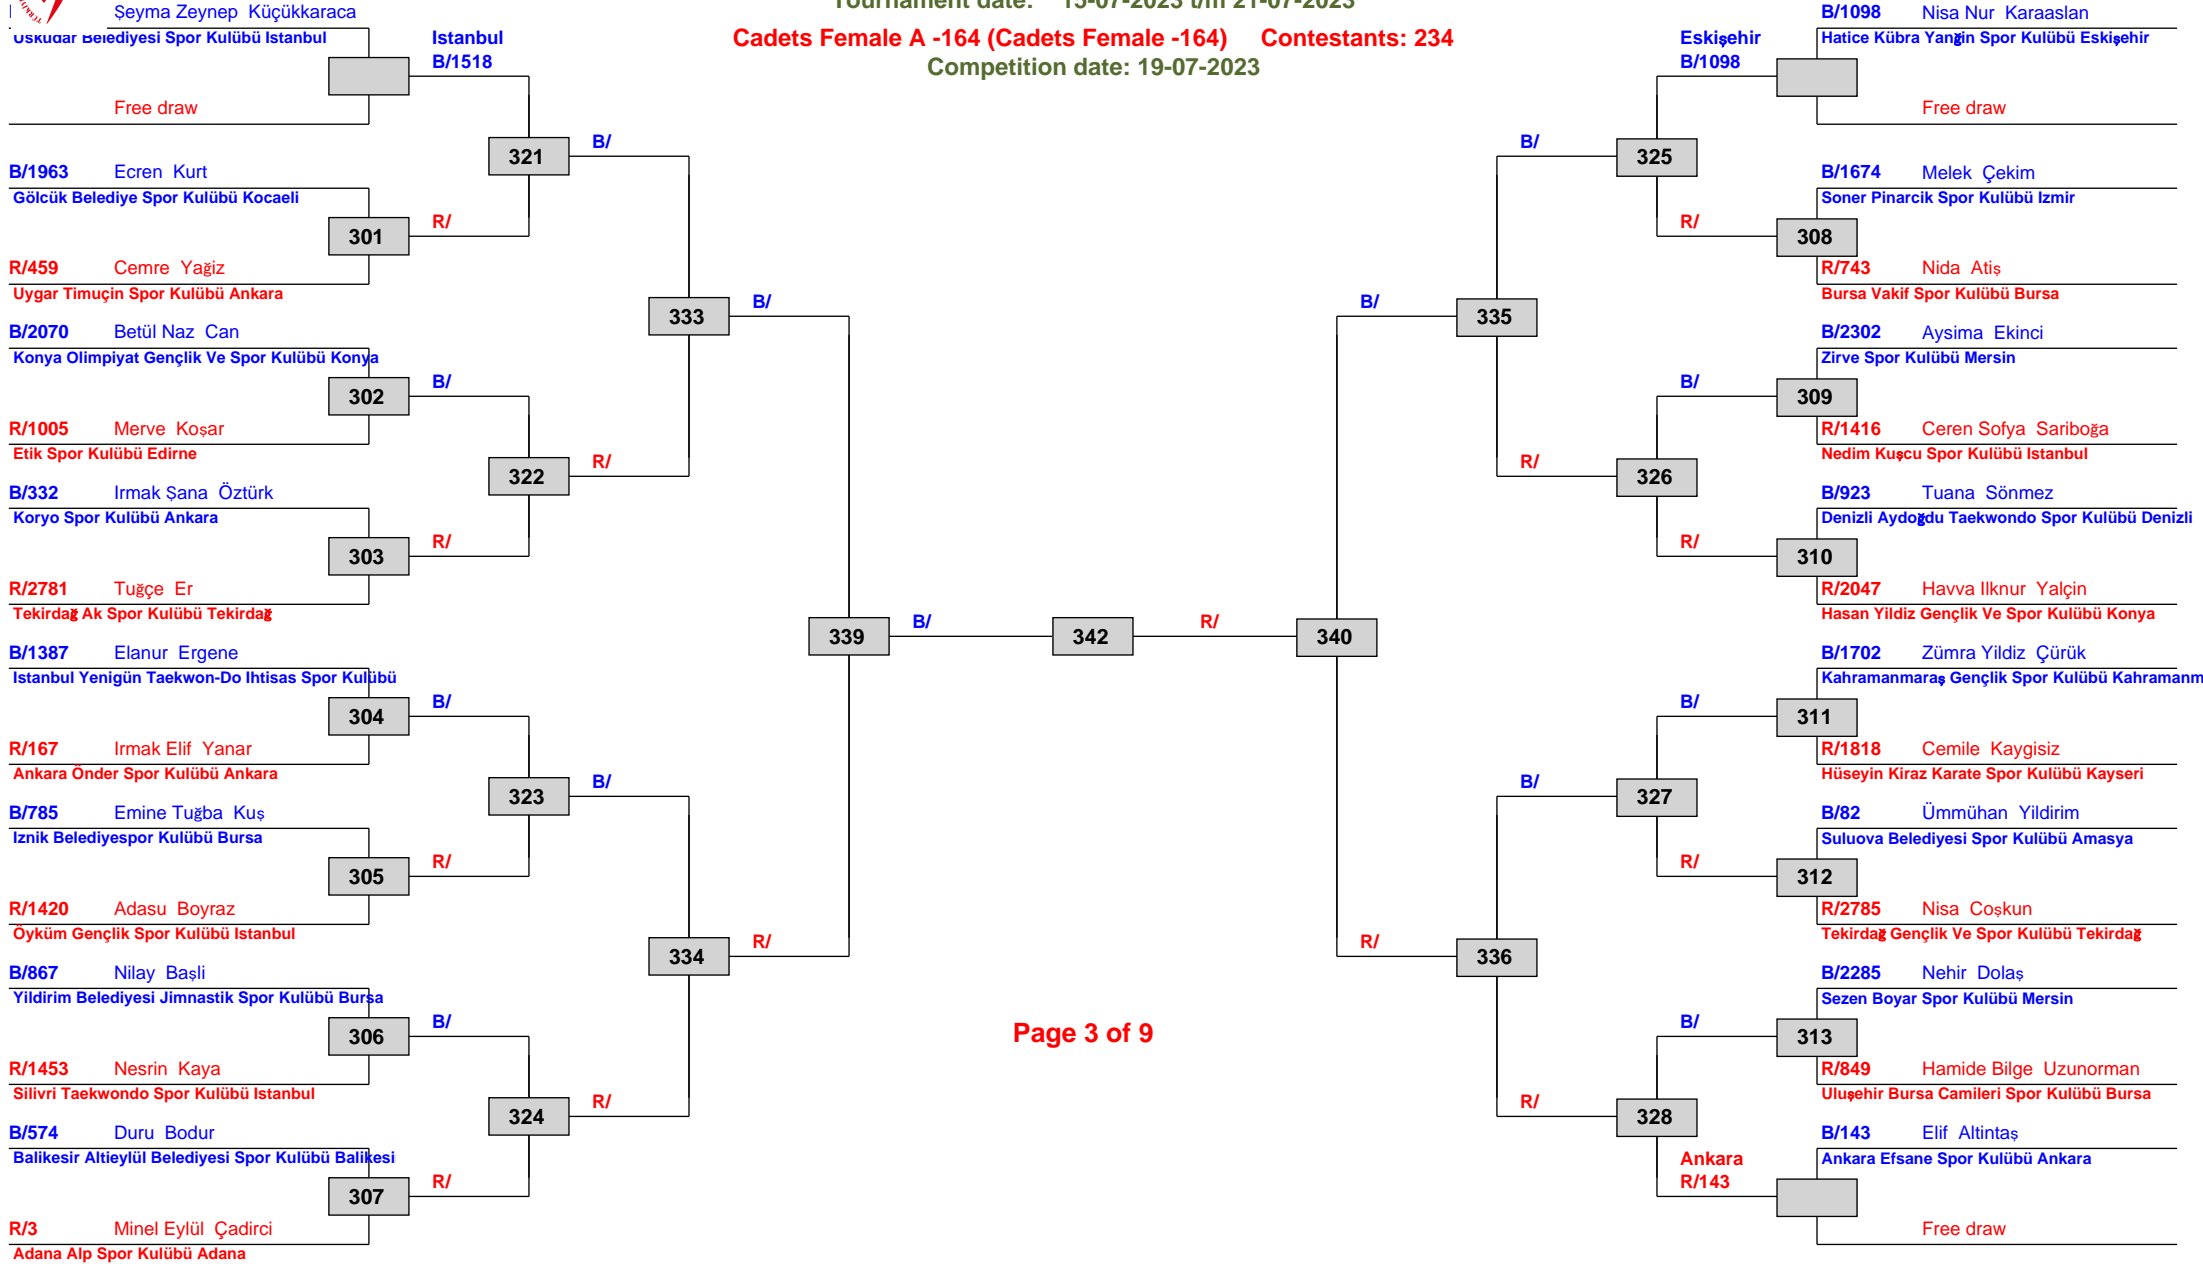 Tournament date: 15-07-2023 t/m 21-07-2023
Cadets Female A -164 (Cadets Female -164) Contestants: 234
Competition date: 19-07-2023
Şeyma Zeynep Küçükkaraca
Üsküdar Belediyesi Spor Kulübü Istanbul
Free draw
B/1963 Ecren Kurt
Gölcük Belediye Spor Kulübü Kocaeli
301
R/459 Cemre Yağiz
Uygar Timuçin Spor Kulübü Ankara
B/2070 Betül Naz Can
Konya Olimpiyat Gençlik Ve Spor Kulübü Konya
302
R/1005 Merve Koşar
Etik Spor Kulübü Edirne
B/332 Irmak Şana Öztürk
Koryo Spor Kulübü Ankara
303
R/2781 Tuğçe Er
Tekirdağ Ak Spor Kulübü Tekirdağ
B/1387 Elanur Ergene
Istanbul Yenigün Taekwon-Do Ihtisas Spor Kulübü
304
R/167 Irmak Elif Yanar
Ankara Önder Spor Kulübü Ankara
B/785 Emine Tuğba Kuş
Iznik Belediyespor Kulübü Bursa
305
R/1420 Adasu Boyraz
Öyküm Gençlik Spor Kulübü Istanbul
B/867 Nilay Başli
Yildirim Belediyesi Jimnastik Spor Kulübü Bursa
306
R/1453 Nesrin Kaya
Silivri Taekwondo Spor Kulübü Istanbul
B/574 Duru Bodur
Balikesir Altieylül Belediyesi Spor Kulübü Balikesi
307
R/3 Minel Eylül Çadirci
Adana Alp Spor Kulübü Adana
Istanbul
B/1518
321
R/
B/
322
R/
B/
323
R/
B/
324
R/
B/
333
R/
B/
334
R/
B/
339
R/
B/
342
R/
340
B/
335
R/
336
B/
325
R/
326
B/
327
R/
328
Eskişehir
B/1098
R/
B/
R/
B/
R/
B/
Ankara
R/143
B/1098 Nisa Nur Karaaslan
Hatice Kübra Yangin Spor Kulübü Eskişehir
Free draw
B/1674 Melek Çekim
Soner Pinarcik Spor Kulübü Izmir
308
R/743 Nida Atiş
Bursa Vakif Spor Kulübü Bursa
B/2302 Aysima Ekinci
Zirve Spor Kulübü Mersin
309
R/1416 Ceren Sofya Sariboğa
Nedim Kuşcu Spor Kulübü Istanbul
B/923 Tuana Sönmez
Denizli Aydoğdu Taekwondo Spor Kulübü Denizli
310
R/2047 Havva Ilknur Yalçin
Hasan Yildiz Gençlik Ve Spor Kulübü Konya
B/1702 Zümra Yildiz Çürük
Kahramanmaraş Gençlik Spor Kulübü Kahramanm
311
R/1818 Cemile Kaygisiz
Hüseyin Kiraz Karate Spor Kulübü Kayseri
B/82 Ümmühan Yildirim
Suluova Belediyesi Spor Kulübü Amasya
312
R/2785 Nisa Coşkun
Tekirdağ Gençlik Ve Spor Kulübü Tekirdağ
B/2285 Nehir Dolaş
Sezen Boyar Spor Kulübü Mersin
313
R/849 Hamide Bilge Uzunorman
Uluşehir Bursa Camileri Spor Kulübü Bursa
B/143 Elif Altintaş
Ankara Efsane Spor Kulübü Ankara
Free draw
Page 3 of 9